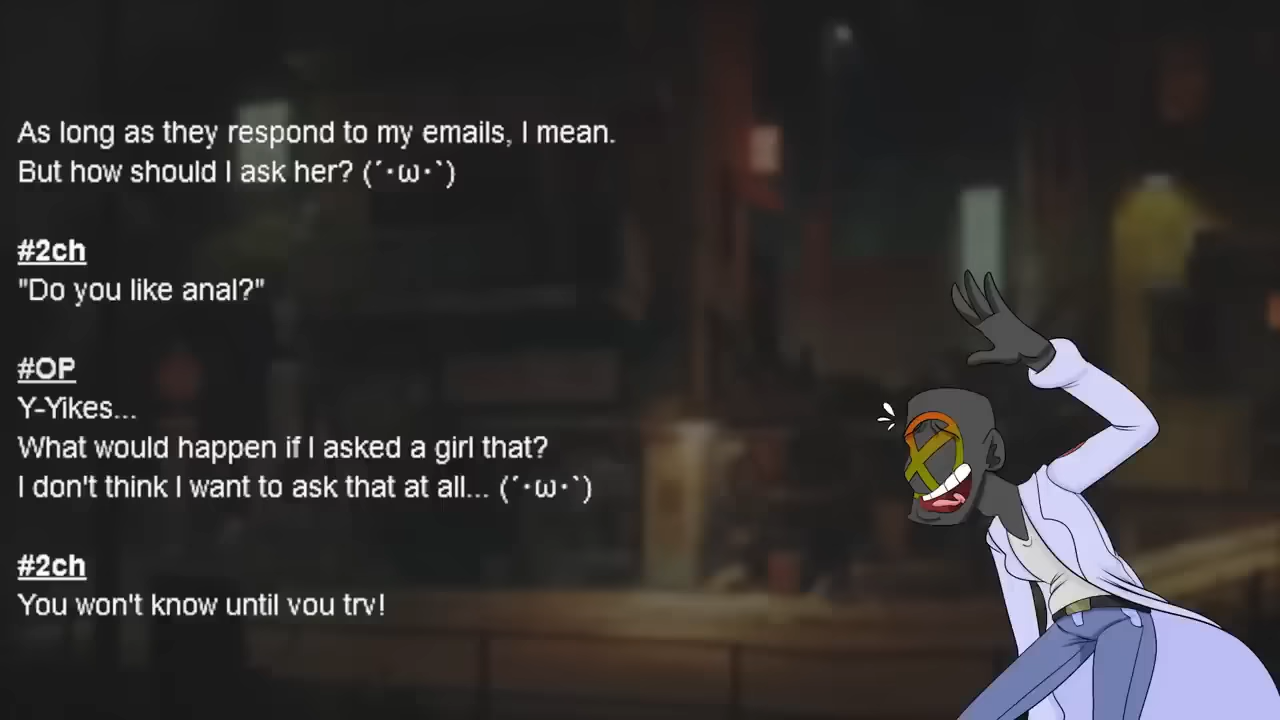 As long as they respond to my emails, I mean.
But how should I ask her? (´･ω･`)
#2ch
"Do you like anal?"
#OP
Y-Yikes...
What would happen if I asked a girl that?
I don't think I want to ask that at all... (´･ω･`)
#2ch
You won't know until you try!